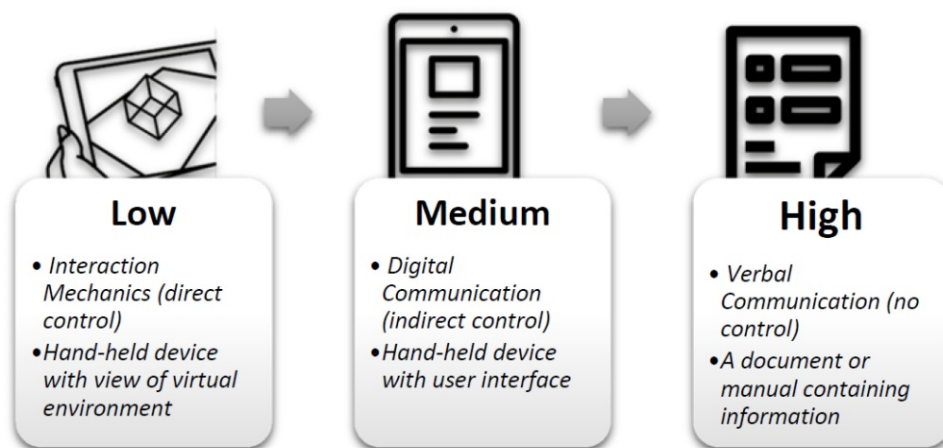 Low
• Interaction
Mechanics (direct
control)
•Hand-held device
with view of virtual
environment
Medium
• Digital
Communication
(indirect control)
• Hand-held device
with user interface
High
• Verbal
Communication (no
control)
•A document or
manual containing
information